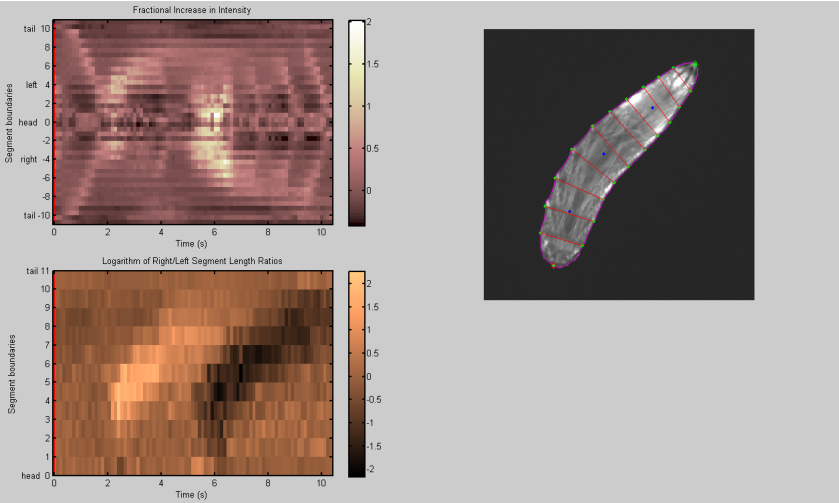 Fractional Increase in Intensity
tail 10
8
6
left 4
2
head 0
-2
right -4
-6
-8
tail -10
Segment boundaries
0 2 4 6 8 10
Time (s)
2
1.5
1
0.5
0
Logarithm of Right/Left Segment Length Ratios
tail 11
10
9
8
7
6
5
4
3
2
1
head 0
Segment boundaries
0 2 4 6 8 10
Time (s)
2
1.5
1
0.5
0
-0.5
-1
-1.5
-2